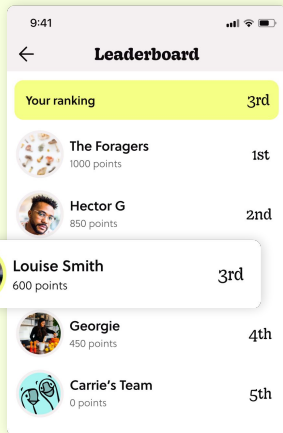 9:41
Leaderboard
Your ranking 3rd
The Foragers
1000 points
1st
Hector G
850 points
2nd
Louise Smith
600 points
3rd
Georgie
450 points
4th
Carrie's Team
0 points
5th